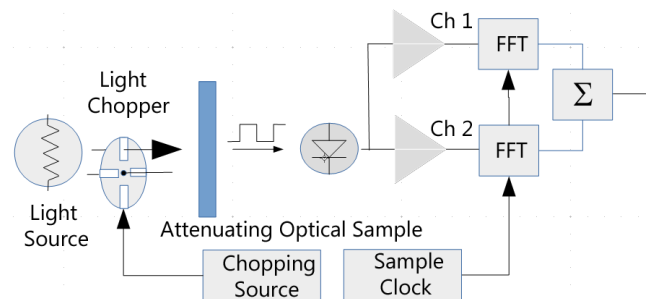 Ch 1
FFT
Light
Chopper
Σ
Ch 2
FFT
Light
Source
Attenuating Optical Sample
Chopping
Source
Sample
Clock